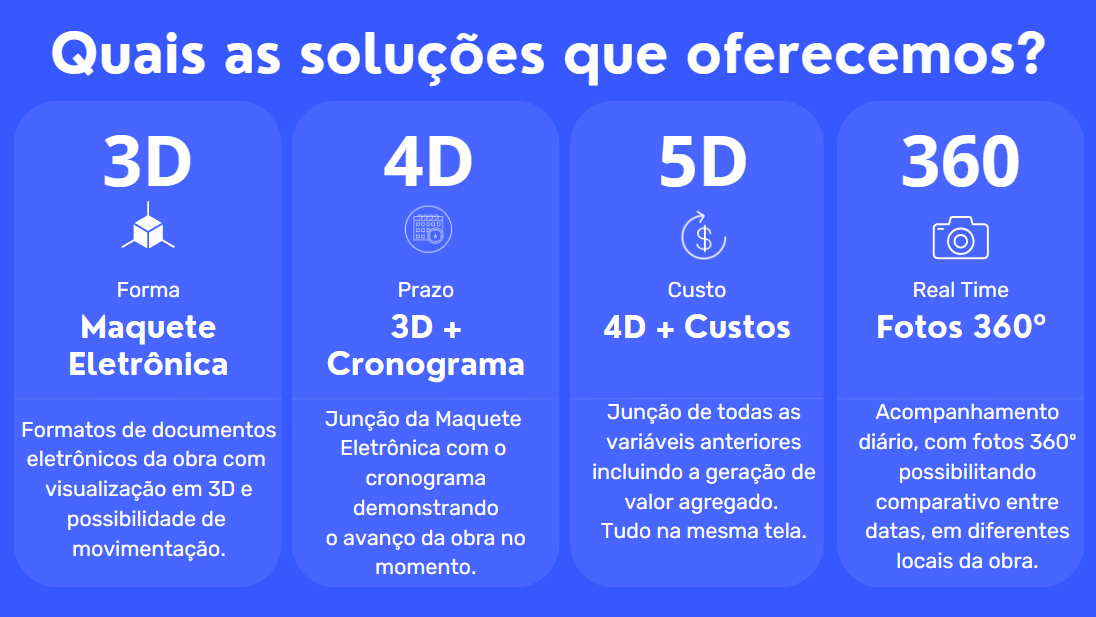 Quais as soluções que oferecemos?
3D
Forma
Maquete
Eletrônica
Formatos de documentos
eletrônicos da obra com
visualização em 3D e
possibilidade de
movimentação.
4D
Prazo
3D +
Cronograma
Junção da Maquete
Eletrônica com o
cronograma
demonstrando
o avanço da obra no
momento.
5D
$
Custo
4D + Custos
Junção de todas as
variáveis anteriores
incluindo a geração de
valor agregado.
Tudo na mesma tela.
360
Real Time
Fotos 360º
Acompanhamento
diário, com fotos 360º
possibilitando
comparativo entre
datas, em diferentes
locais da obra.